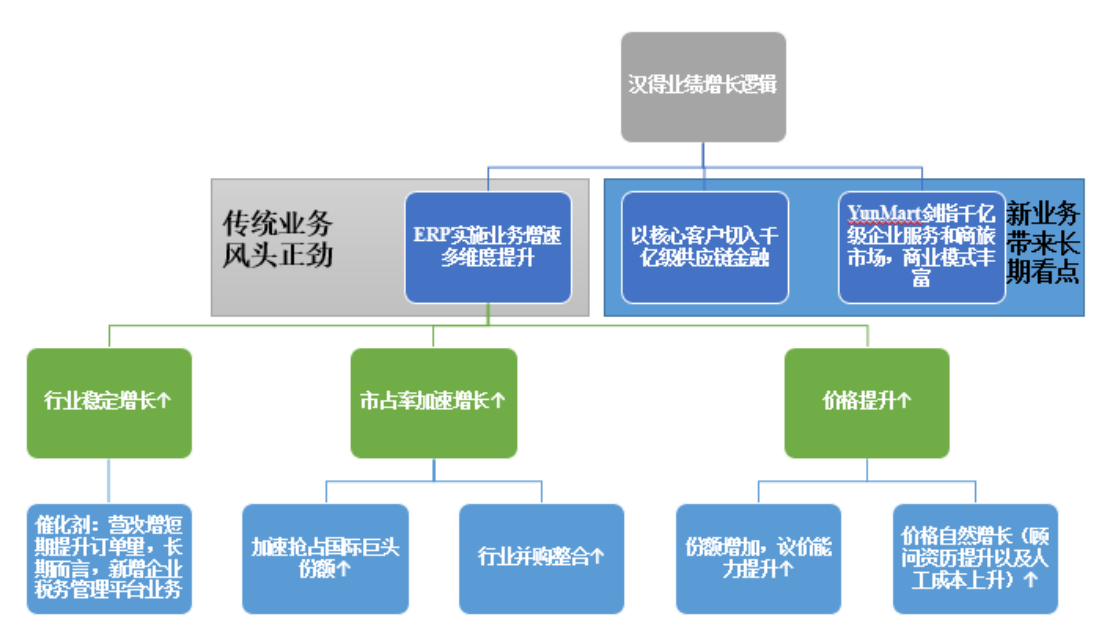 汉得业绩增长逻辑
传统业务
风头正劲
ERP实施业务增速
多维度提升
以核心客户切入千
亿级供应链金融
YunMart剑指千亿
级企业服务和商旅
市场，商业模式丰
富
新业务
带来长
期看点
行业稳定增长↑
市占率加速增长↑
价格提升↑
催化剂：营改增短
期提升订单量，长
期而言，新增企业
税务管理平台业务
加速抢占国际巨头
份额↑
行业并购整合↑
份额增加，议价能
力提升↑
价格自然增长（顾
问资历提升以及人
工成本上升）↑